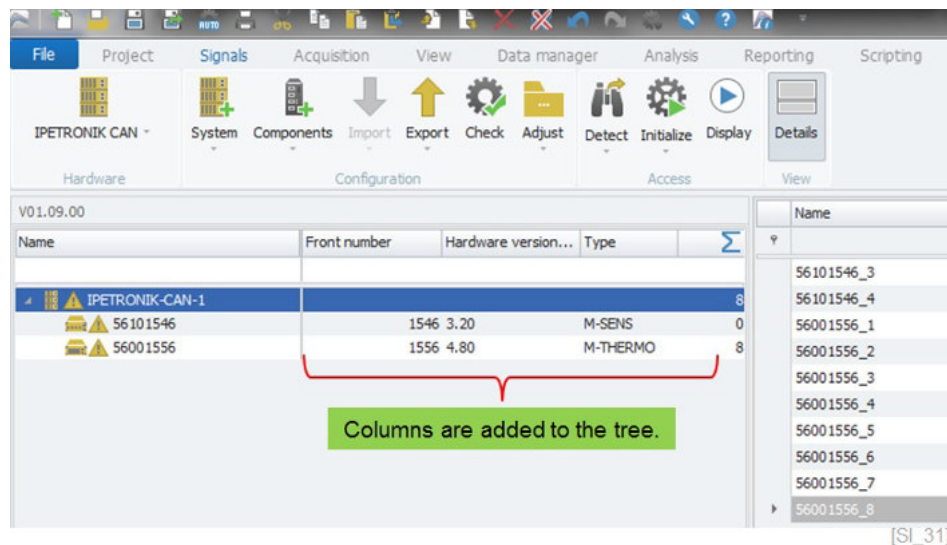 AUTO
File Project Signals Acquisition View Data manager Analysis Reporting Scripting
IPETRONIK CAN System Components Import Export Check Adjust Detect Initialize Display Details
Hardware Configuration Access View
V01.09.00 Name
Name Front number Hardware version... Type Σ
56101546_3
IPETRONIK-CAN-1 8 56101546_4
56101546 1546 3.20 M-SENS 0 56001556_1
56001556 1556 4.80 M-THERMO 8 56001556_2
56001556_3
Columns are added to the tree. 56001556_4
56001556_5
56001556_6
56001556_7
56001556_8
[SI_31]